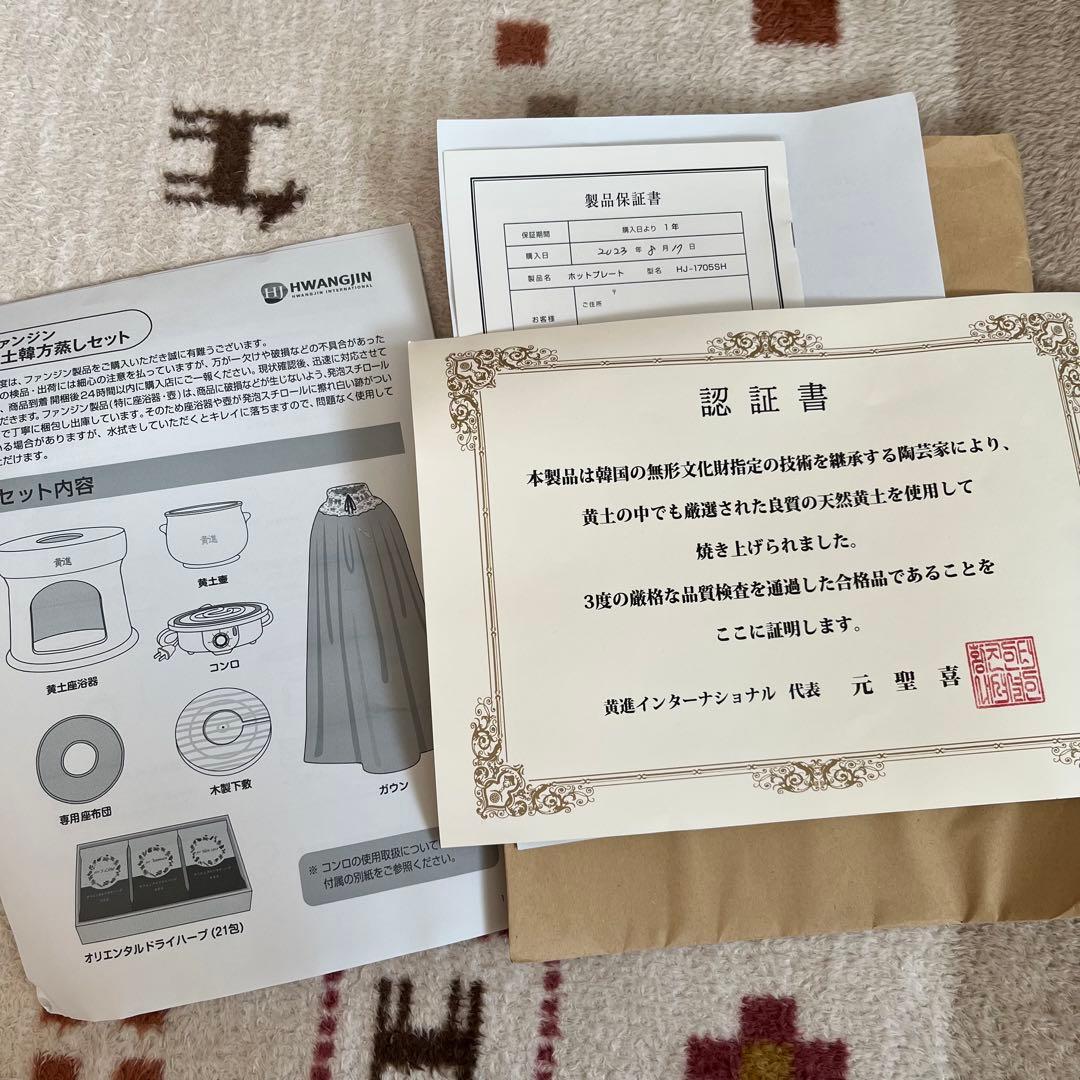 HJ HWANGJIN
HWANGJIN INTERNATIONAL
ァンジン
土韓方蒸しセット
度は、ファンジン製品をご購入いただき誠に有難うございます。
の検品・出荷には細心の注意を払っていますが、万が一欠けや破損などの不具合があった
、商品到着 開梱後24時間以内に購入店にご一報ください。現状確認後、迅速に対応させて
だきます。ファンジン製品(特に座浴器・壺)は、商品に破損などが生じないよう、発泡スチロール
で丁寧に梱包し出庫しています。そのため座浴器や壺が発泡スチロールに擦れ白い跡がつい
いる場合がありますが、水拭きしていただくとキレイに落ちますので、問題なく使用して
ただけます。
セット内容
黄進
黄土座浴器
黄進
黄土壷
コンロ
専用座布団
木製下敷
ガウン
オリエンタルドライハーブ (21包)
※ コンロの使用取扱について
付属の別紙をご参照ください。
製品保証書
保証期間 購入日より 1年
購入日 2023 年 8 月 17 日
製品名 ホットプレート 型名 HJ-1705SH
お客様 ご住所 〒
認証書
本製品は韓国の無形文化財指定の技術を継承する陶芸家により、
黄土の中でも厳選された良質の天然黄土を使用して
焼き上げられました。
3度の厳格な品質検査を通過した合格品であることを
ここに証明します。
黄進インターナショナル 代表 元 聖 喜